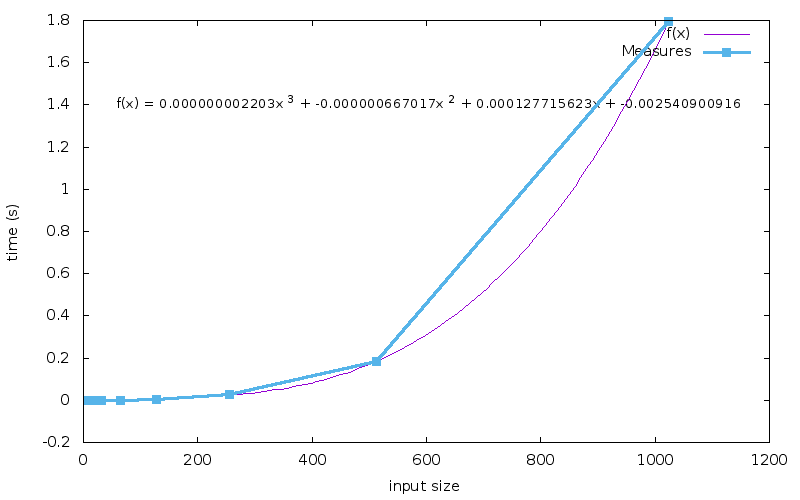 1.8
f(x)
Measures
1.6
f(x) = 0.000000002203x 3 + -0.000000667017x 2 + 0.000127715623x + -0.002540900916
1.4
1.2
1
0.8
time (s)
0.6
0.4
0.2
0
-0.2
0 200 400 600 800 1000 1200
input size